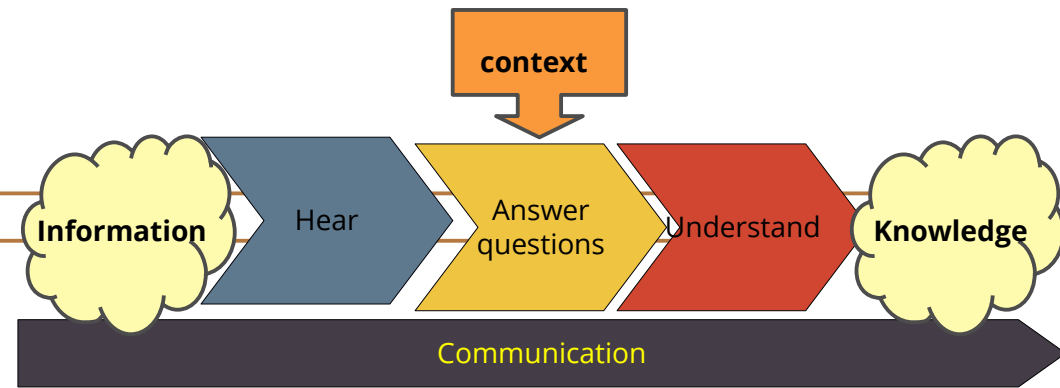 context
Information
Hear
Answer
questions
Understand
Knowledge
Communication